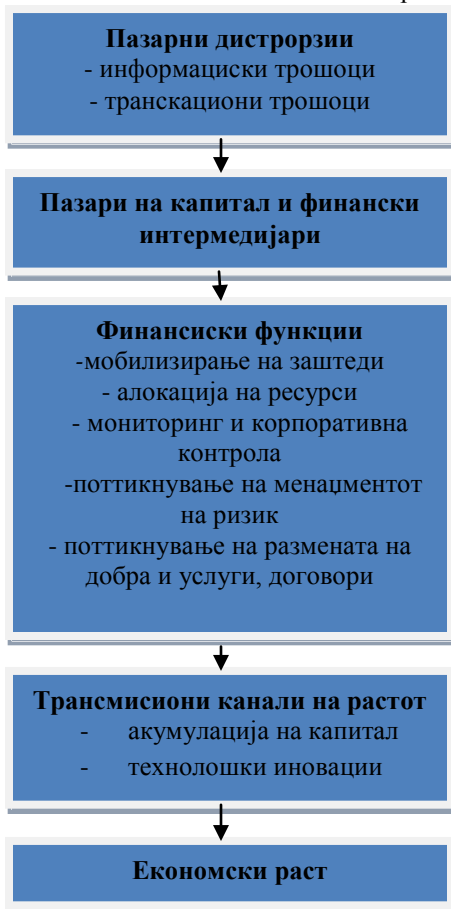 Пазарни дистрорзии
- информациски трошоци
- транскациони трошоци
Пазари на капитал и финански
интермедијари
Финансиски функции
-мобилизирање на заштеди
- алокација на ресурси
- мониторинг и корпоративна
контрола
-поттикнување на менаџментот
на ризик
- поттикнување на размената на
добра и услуги, договори
Трансмисиони канали на растот
- акумулација на капитал
- технолошки иновации
Економски раст